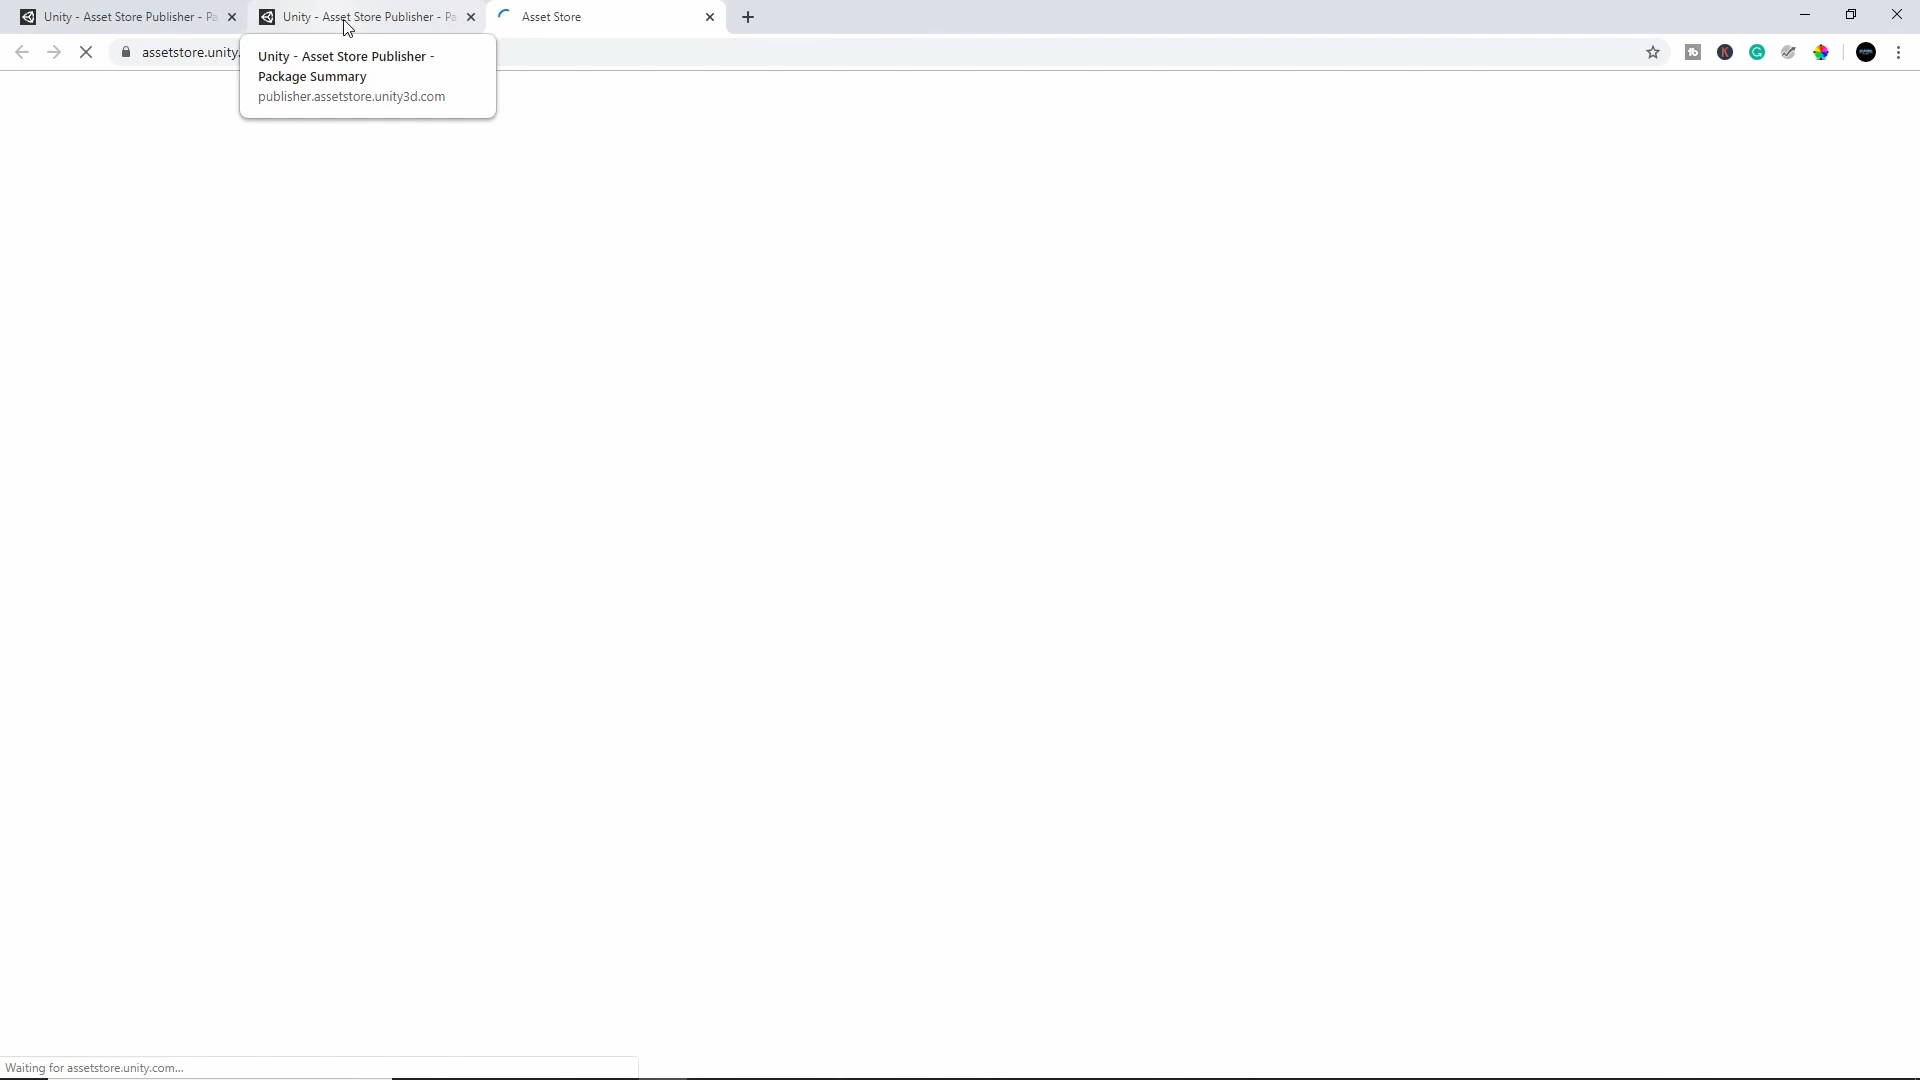 Unity - Asset Store Publisher - Pa
Unity - Asset Store Publisher - Pa
Asset Store
assetstore.unity.
Unity - Asset Store Publisher -
Package Summary
publisher.assetstore.unity3d.com
Waiting for assetstore.unity.com...